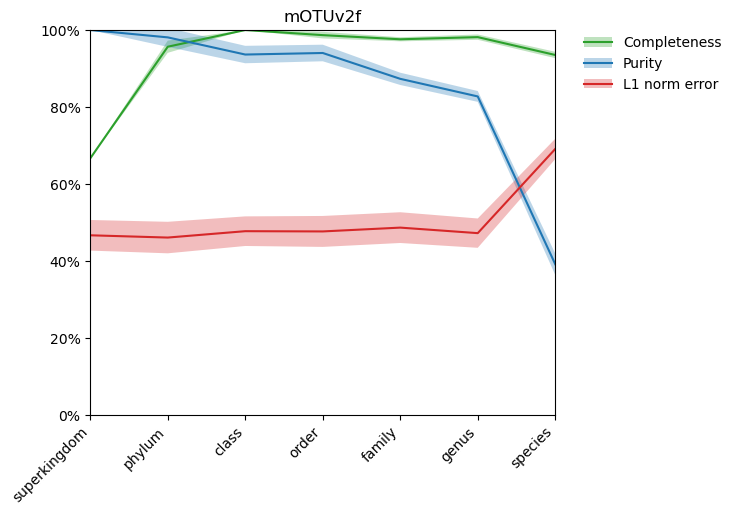 mOTUv2f
100%
80%
60%
40%
20%
0%
superkingdom
phylum
class
order
family
genus
species
Completeness
Purity
L1 norm error